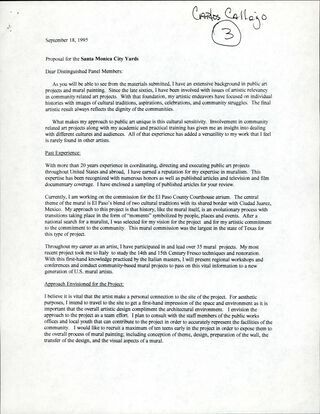 Carlos Callejo
3
September 18, 1995
Proposal for the Santa Monica City Yards
Dear Distinguished Panel Members:
As you will be able to see from the materials submitted, I have an extensive background in public art
projects and mural painting. Since the late sixties, I have been involved with issues of artistic relevancy
in community related art projects. With that foundation, my artistic endeavors have focused on individual
histories with images of cultural traditions, aspirations, celebrations, and community struggles. The final
artistic result always reflects the dignity of the communities.
What makes my approach to public art unique is this cultural sensitivity. Involvement in community
related art projects along with my academic and practical training has given me an insight into dealing
with different cultures and audiences. All of that experience has added a versatility to my work that I feel
is rarely found in other artists.
Past Experience:
With more than 20 years experience in coordinating, directing and executing public art projects
throughout United States and abroad, I have earned a reputation for my expertise in muralism. This
expertise has been recognized with numerous honors as well as published articles and television and film
documentary coverage. I have enclosed a sampling of published articles for your review.
Currently, I am working on the commission for the El Paso County Courthouse atrium. The central
theme of the mural is El Paso's blend of two cultural traditions with its shared border with Ciudad Juarez,
Mexico. My approach to this project is that history, like the mural itself, is an evolutionary process with
transitions taking place in the form of "moments" symbolized by people, places and events. After a
national search for a muralist, I was selected for my vision for the project and for my artistic commitment
to the commitment to the community. This mural commission was the largest in the state of Texas for
this type of project.
Throughout my career as an artist, I have participated in and lead over 35 mural projects. My most
recent project took me to Italy to study the 14th and 15th Century Fresco techniques and restoration.
With this first-hand knowledge practiced by the Italian masters, I will present regional workshops and
conferences and conduct community-based mural projects to pass on this vital information to a new
generation of U.S. mural artists.
Approach Envisioned for the Project:
I believe it is vital that the artist make a personal connection to the site of the project. For aesthetic
purposes, I intend to travel to the site to get a first-hand impression of the space and environment as it is
important that the overall artistic design compliment the architectural environment. I envision the
approach to the project as a team effort. I plan to consult with the staff members of the public works
offices and local youth that can contribute to the project in order to accurately represent the facilities of the
community. I would like to recruit a maximum of ten teens early in the project in order to expose them to
the overall process of mural painting; including conception of theme, design, preparation of the wall, the
transfer of the design, and the visual aspects of a mural.